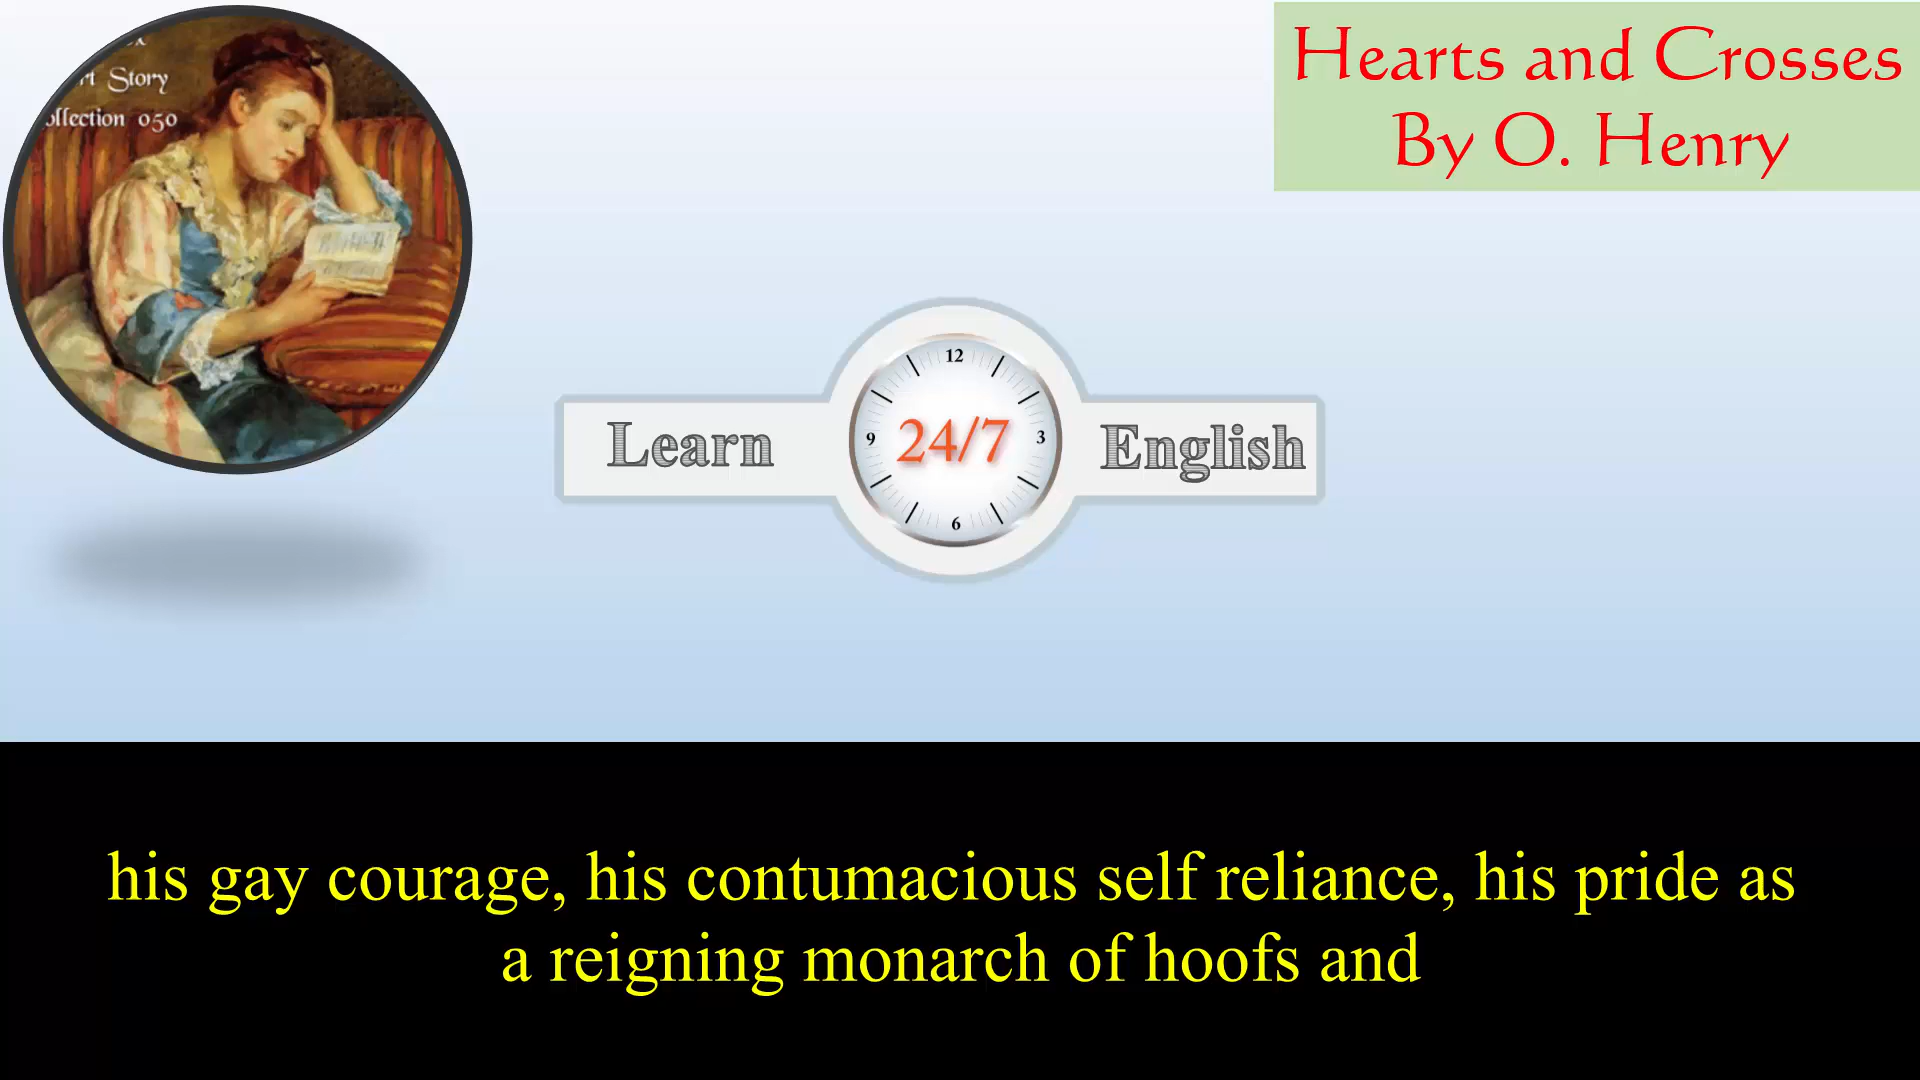 Story
ollection 050
Hearts and Crosses
By O. Henry
12
9
3
6
Learn
24/7
English
his gay courage, his contumacious self reliance, his pride as
a reigning monarch of hoofs and